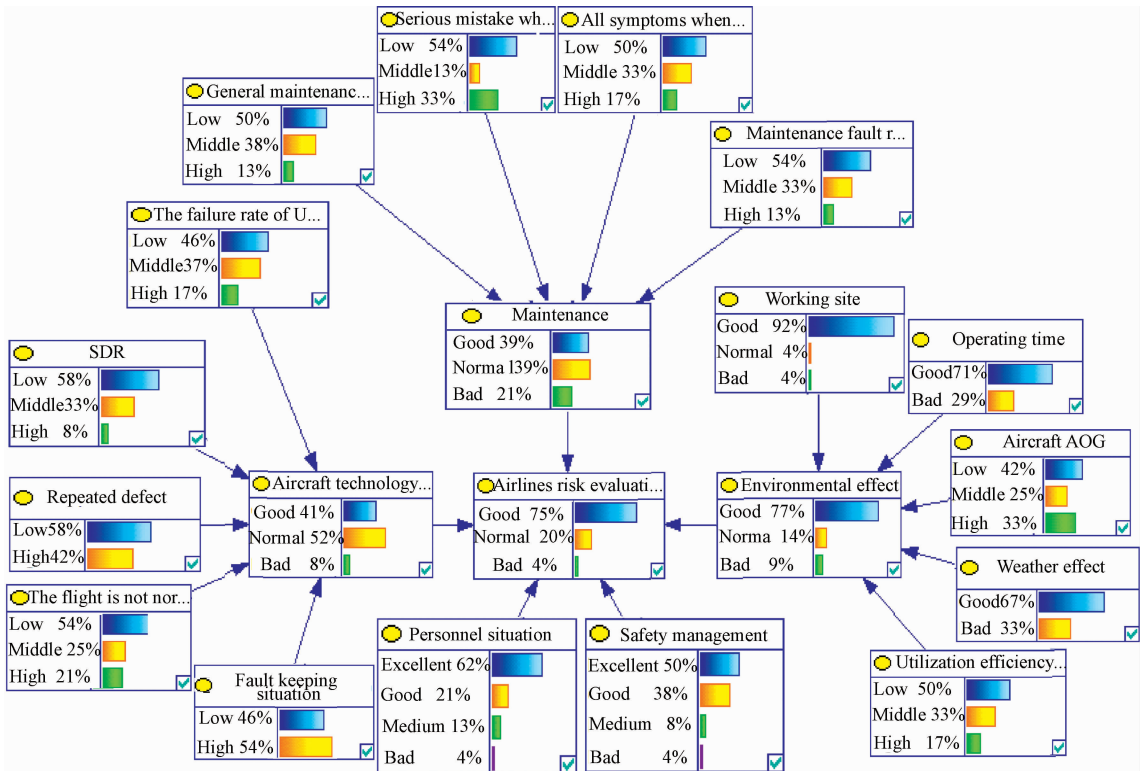 Serious mistake wh...
Low 54%
Middle13%
High 33%
All symptoms when...
Low 50%
Middle 33%
High 17%
General maintenanc...
Low 50%
Middle 38%
High 13%
Maintenance fault r...
Low 54%
Middle 33%
High 13%
The failure rate of U...
Low 46%
Middle37%
High 17%
Maintenance
Good 39%
Norma l39%
Bad 21%
Working site
Good 92%
Normal 4%
Bad 4%
Operating time
Good71%
Bad 29%
SDR
Low 58%
Middle33%
High 8%
Aircraft AOG
Low 42%
Middle 25%
High 33%
Repeated defect
Low58%
High42%
Aircraft technology...
Good 41%
Normal 52%
Bad 8%
Airlines risk evaluati...
Good 75%
Normal 20%
Bad 4%
Environmental effect
Good 77%
Norma 14%
Bad 9%
Weather effect
Good67%
Bad 33%
The flight is not nor...
Low 54%
Middle 25%
High 21%
Fault keeping
situation
Low 46%
High 54%
Personnel situation
Excellent 62%
Good 21%
Medium 13%
Bad 4%
Safety management
Excellent 50%
Good 38%
Medium 8%
Bad 4%
Utilization efficiency...
Low 50%
Middle 33%
High 17%